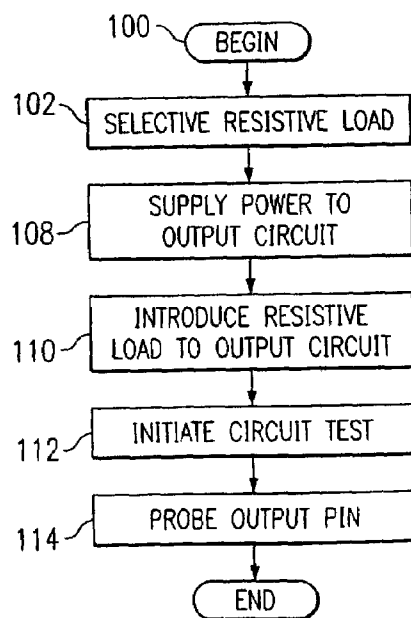 100
BEGIN
102
SELECTIVE RESISTIVE LOAD
108
SUPPLY POWER TO
OUTPUT CIRCUIT
110
INTRODUCE RESISTIVE
LOAD TO OUTPUT CIRCUIT
112
INITIATE CIRCUIT TEST
114
PROBE OUTPUT PIN
END